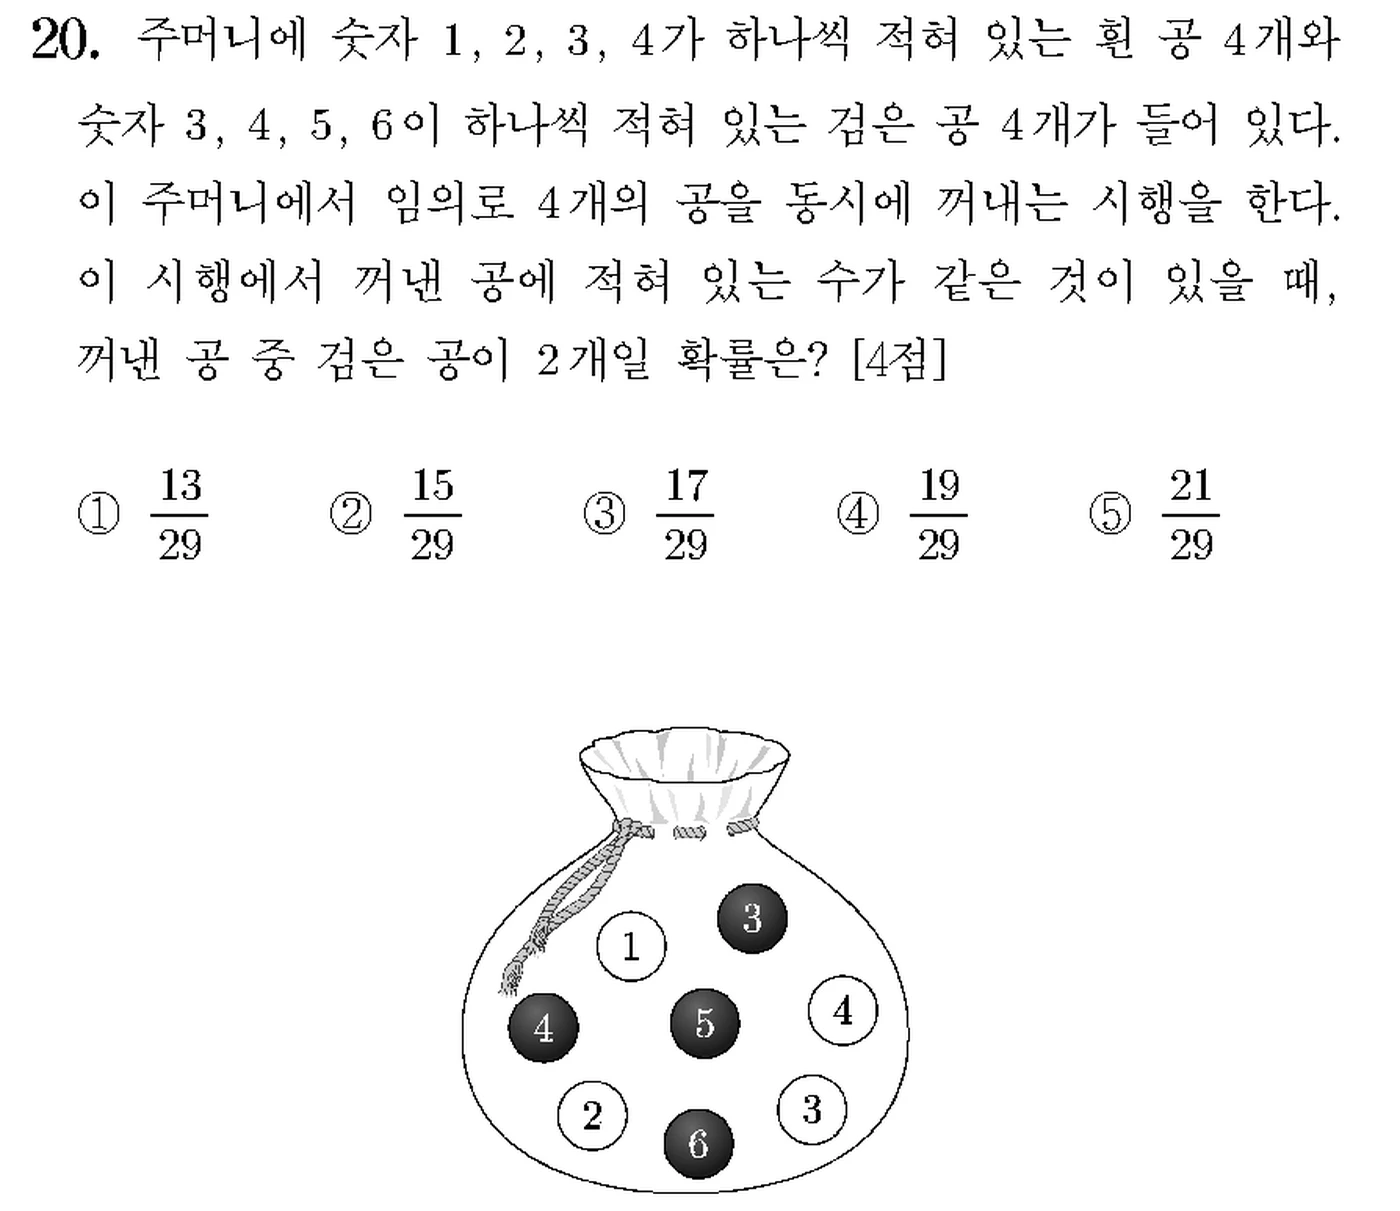 20. 주머니에 숫자 1, 2, 3, 4가 하나씩 적혀 있는 흰 공 4개와
숫자 3, 4, 5, 6이 하나씩 적혀 있는 검은 공 4개가 들어 있다.
이 주머니에서 임의로 4개의 공을 동시에 꺼내는 시행을 한다.
이 시행에서 꺼낸 공에 적혀 있는 수가 같은 것이 있을 때,
꺼낸 공 중 검은 공이 2개일 확률은? [4점]
① 13/29 ② 15/29 ③ 17/29 ④ 19/29 ⑤ 21/29
3
1
4
5
4
2
3
6